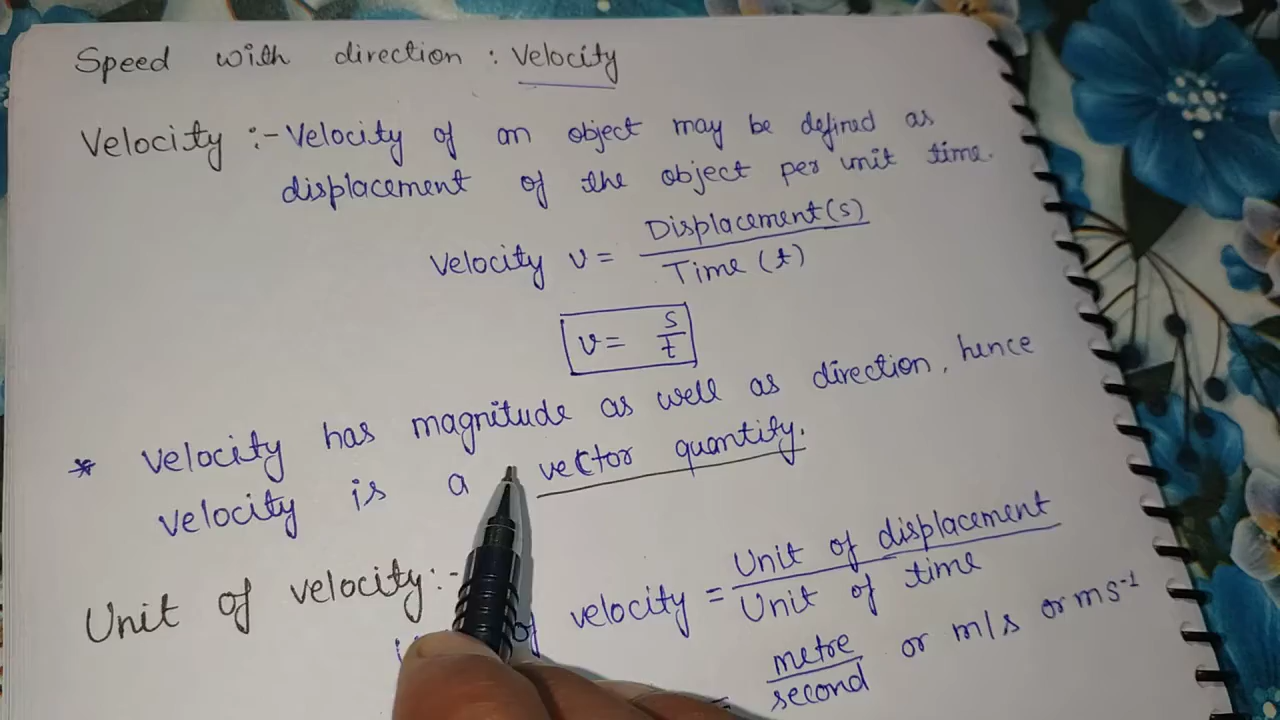 Speed with direction : Velocity
Velocity :- Velocity of an object may be defined as
displacement of the object per unit time.
Velocity v = Displacement(s) / Time (t)
v = s/t
* Velocity has magnitude as well as direction, hence
velocity is a vector quantity.
Unit of velocity:-
velocity = Unit of displacement / Unit of time
= metre/second or m/s or ms⁻¹